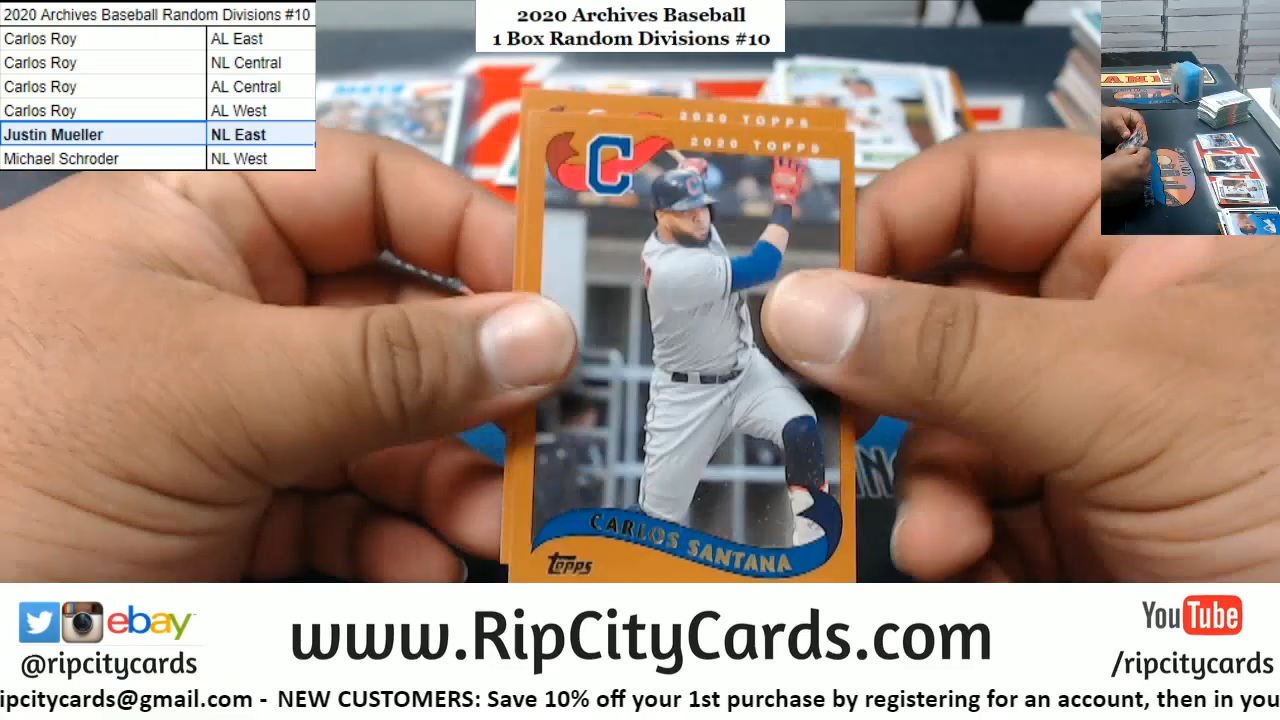 2020 Archives Baseball Random Divisions #10
Carlos Roy AL East
Carlos Roy NL Central
Carlos Roy AL Central
Carlos Roy AL West
Justin Mueller NL East
Michael Schroder NL West
2020 Archives Baseball
1 Box Random Divisions #10
2020 TOPPS
C 2020 TOPPS
C
CARLOS SANTANA
Topps
ebay
@ripcitycards
www.RipCityCards.com
YouTube
/ripcitycards
ipcitycards@gmail.com - NEW CUSTOMERS: Save 10% off your 1st purchase by registering for an account, then in you